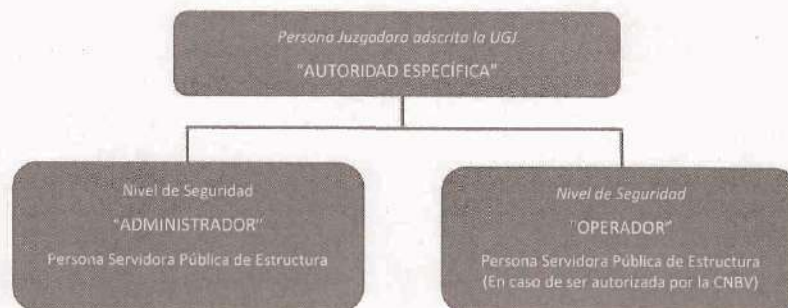 Persona Juzgadora adscrita la UGJ
"AUTORIDAD ESPECÍFICA"
Nivel de Seguridad
"ADMINISTRADOR"
Persona Servidora Pública de Estructura
Nivel de Seguridad
"OPERADOR"
Persona Servidora Pública de Estructura
(En caso de ser autorizada por la CNBV)